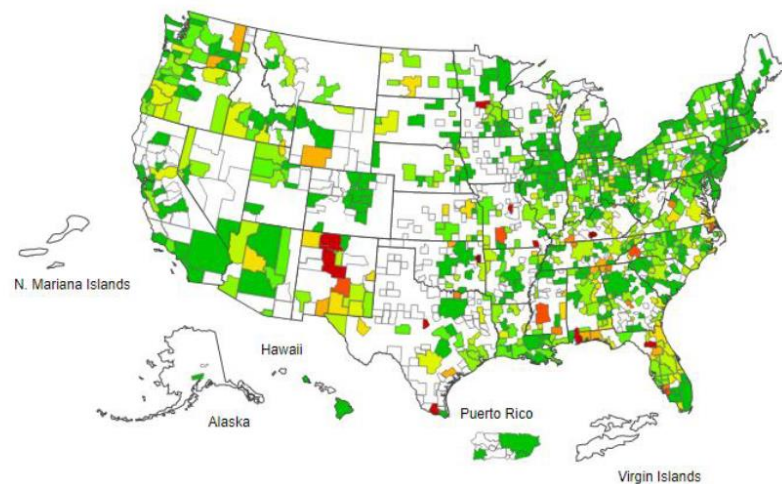 N. Mariana Islands
Hawaii
Alaska
Puerto Rico
Virgin Islands